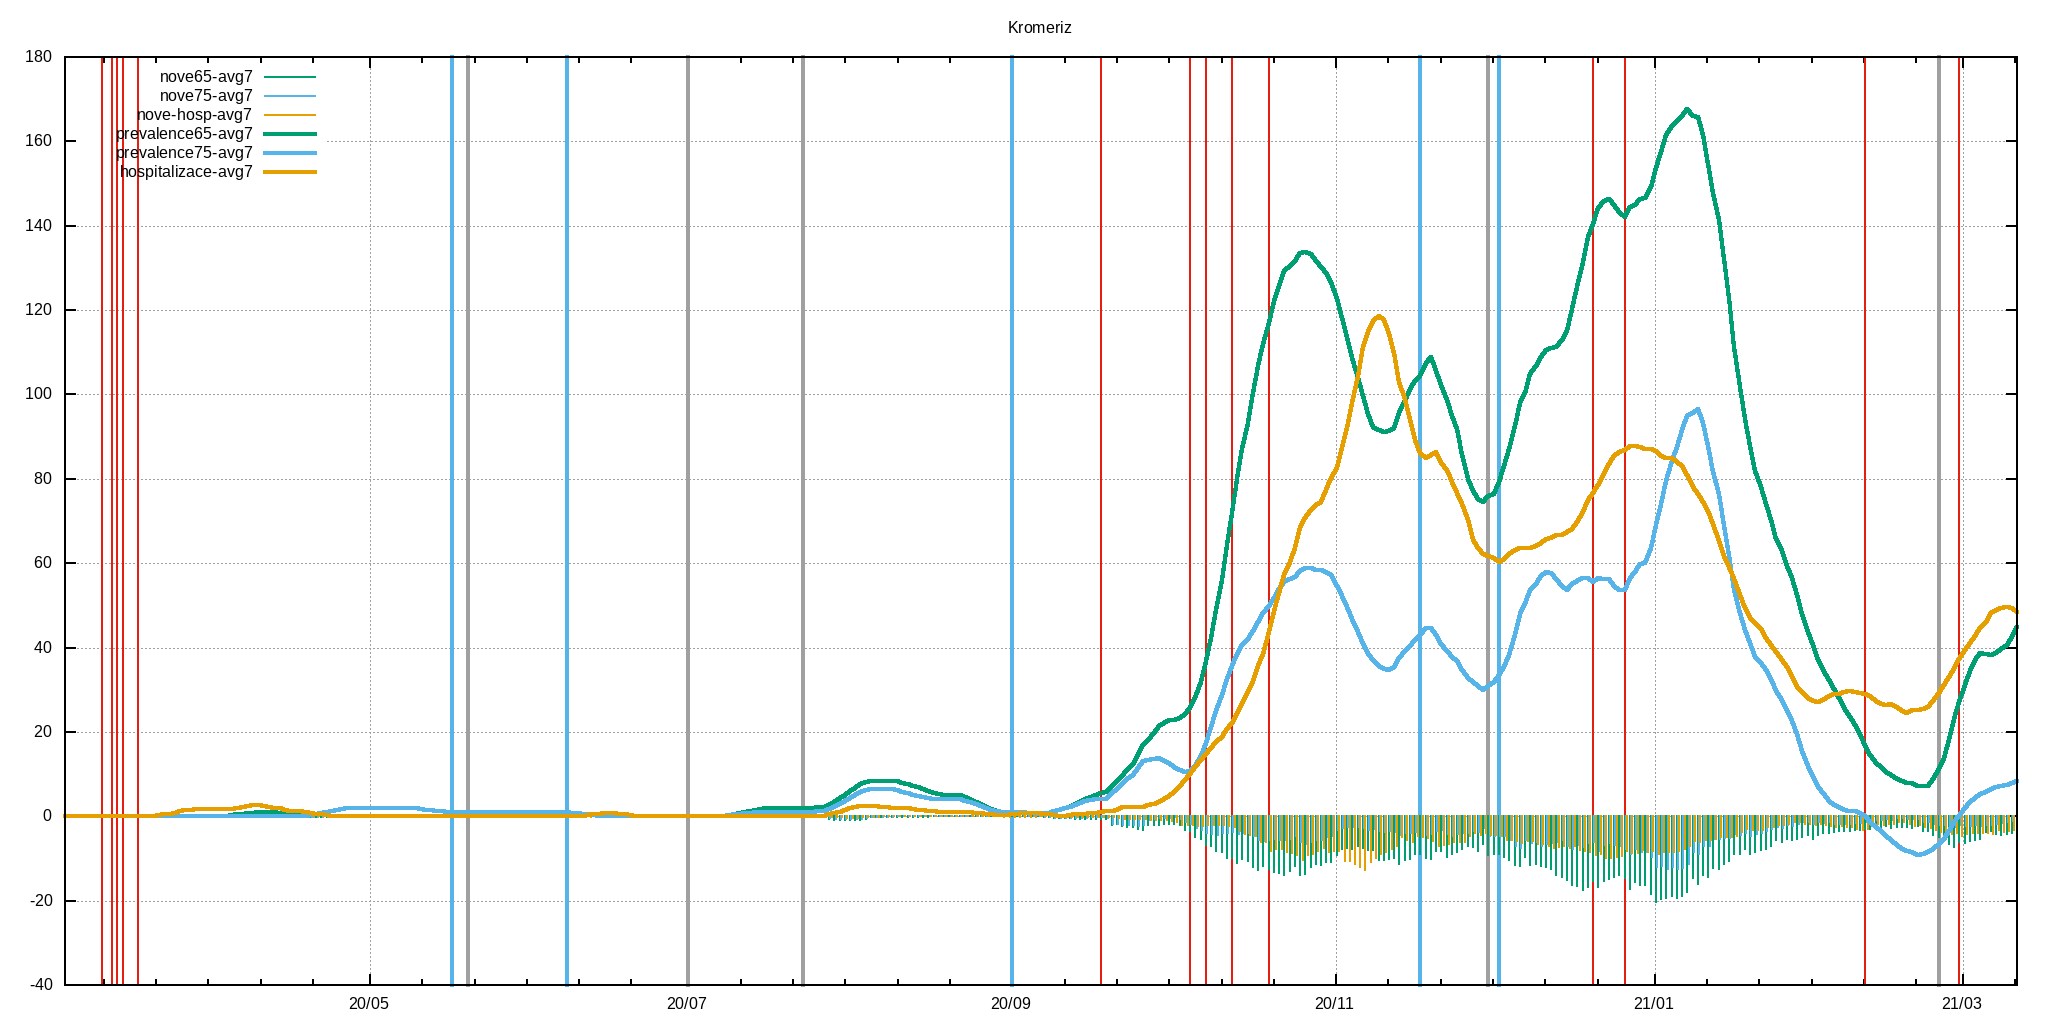 Kromeriz
180
160
140
120
100
80
60
40
20
0
-20
-40
nove65-avg7
nove75-avg7
nove-hosp-avg7
prevalence65-avg7
prevalence75-avg7
hospitalizace-avg7
20/05
20/07
20/09
20/11
21/01
21/03